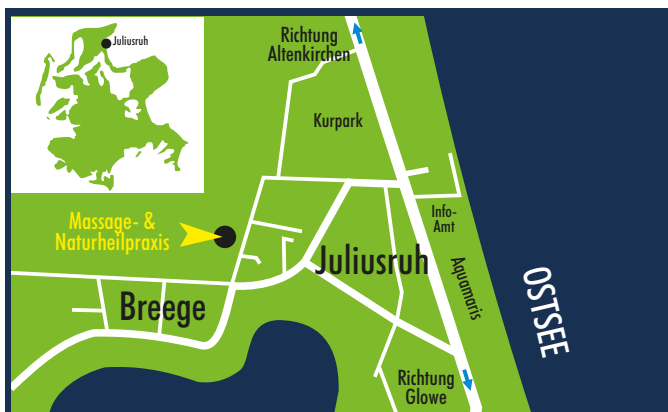 Juliusruh
Richtung
Altenkirchen
Kurpark
Massage- &
Naturheilpraxis
Info-
Amt
Juliusruh
Aquamaris
OSTSEE
Breege
Richtung
Glowe